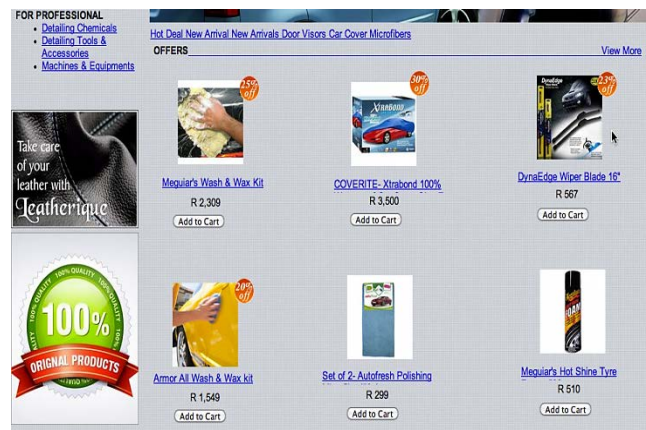 FOR PROFESSIONAL
Detailing Chemicals
Detailing Tools &
Accessories
Machines & Equipments
Take care
of your
leather with
Leatherique
100% QUALITY
100%
ORIGNAL PRODUCTS
Hot Deal New Arrival New Arrivals Door Visors Car Cover Microfibers
OFFERS
View More
25%
off
Meguiar's Wash & Wax Kit
R 2,309
Add to Cart
30%
off
XTRABOND
COVERITE- Xtrabond 100%
R 3,500
Add to Cart
DynaEdge
23%
off
DynaEdge Wiper Blade 16"
R 567
Add to Cart
20%
off
Armor All Wash & Wax kit
R 1,549
Add to Cart
Set of 2- Autofresh Polishing
R 299
Add to Cart
FOAM
Meguiar's Hot Shine Tyre
R 510
Add to Cart